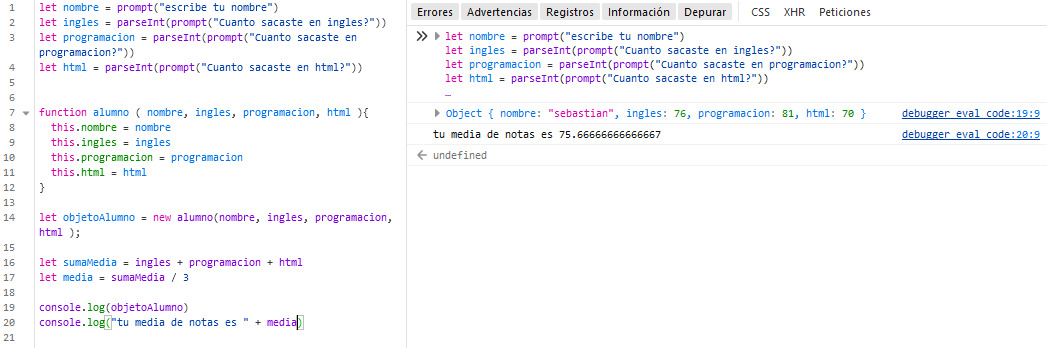 1 let nombre = prompt("escribe tu nombre")
2 let ingles = parseInt(prompt("Cuanto sacaste en ingles?"))
3 let programacion = parseInt(prompt("Cuanto sacaste en
programacion?"))
4 let html = parseInt(prompt("Cuanto sacaste en html?"))
5
6
7 function alumno ( nombre, ingles, programacion, html ){
8 this.nombre = nombre
9 this.ingles = ingles
10 this.programacion = programacion
11 this.html = html
12 }
13
14 let objetoAlumno = new alumno(nombre, ingles, programacion,
html );
15
16 let sumaMedia = ingles + programacion + html
17 let media = sumaMedia / 3
18
19 console.log(objetoAlumno)
20 console.log("tu media de notas es " + media)
21
Errores Advertencias Registros Información Depurar CSS XHR Peticiones
let nombre = prompt("escribe tu nombre")
let ingles = parseInt(prompt("Cuanto sacaste en ingles?"))
let programacion = parseInt(prompt("Cuanto sacaste en programacion?"))
let html = parseInt(prompt("Cuanto sacaste en html?"))
…
Object { nombre: "sebastian", ingles: 76, programacion: 81, html: 70 } debugger eval code:19:9
tu media de notas es 75.66666666666667 debugger eval code:20:9
undefined